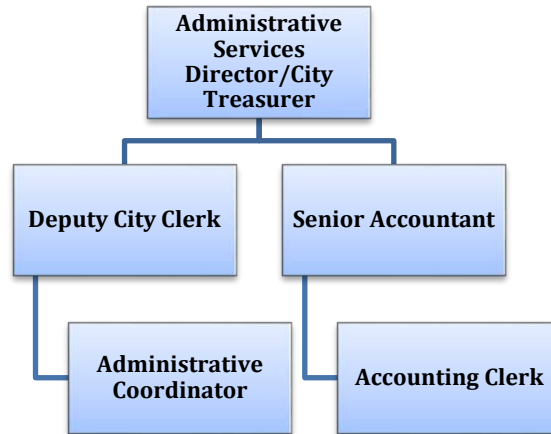 Administrative
Services
Director/City
Treasurer
Deputy City Clerk
Senior Accountant
Administrative
Coordinator
Accounting Clerk